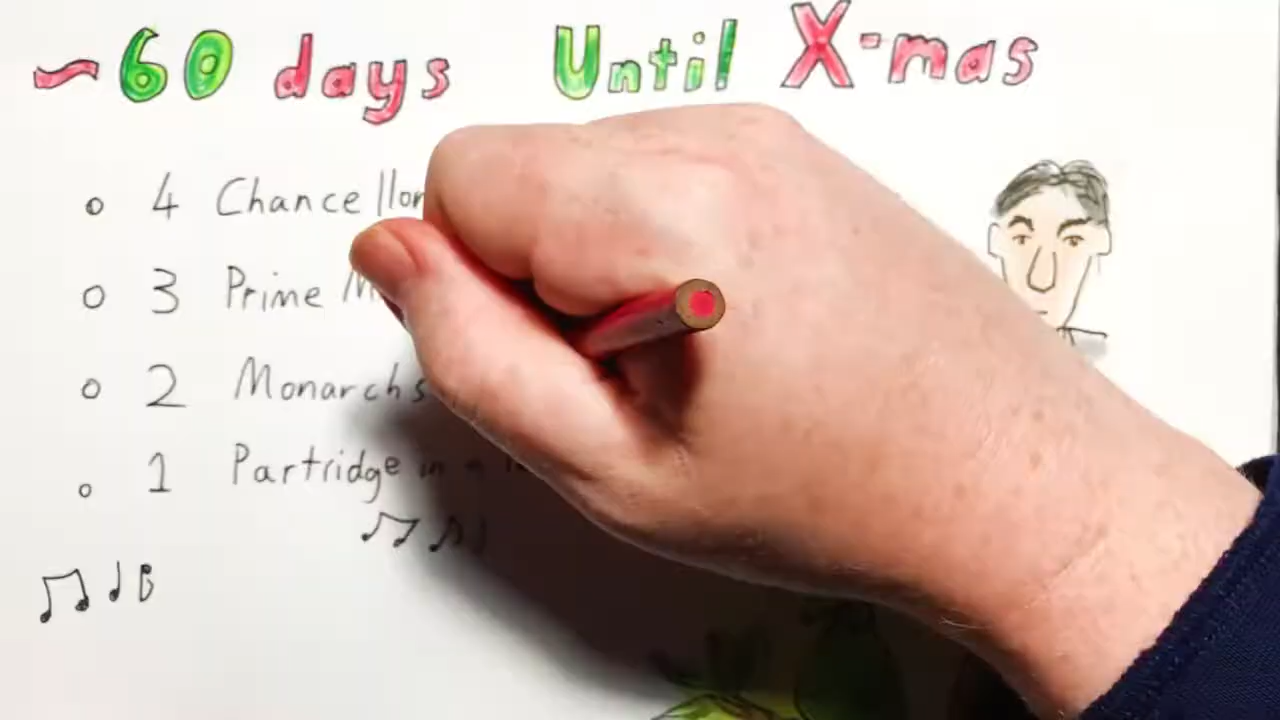 ~60 days Until X-mas
4 Chancellor
3 Prime M
2 Monarchs
1 Partridge in a